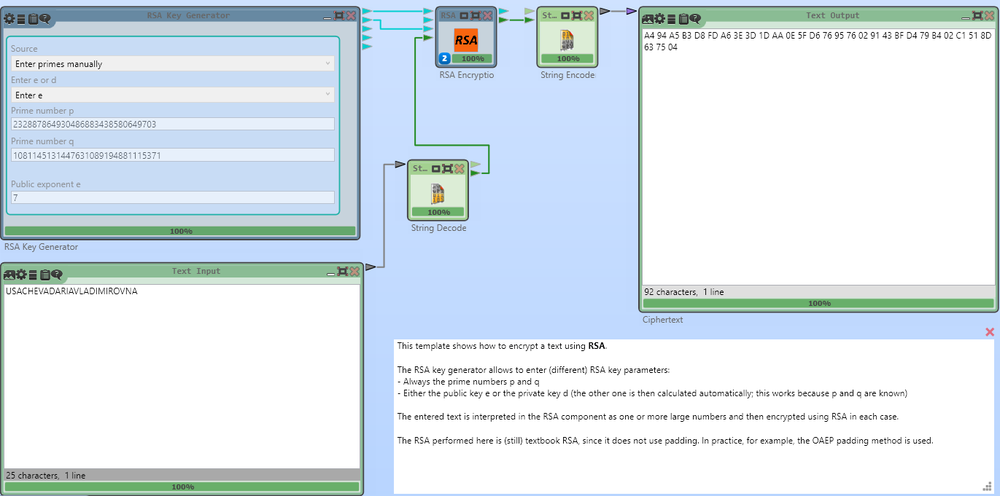 RSA Key Generator
Source
Enter primes manually
Enter e or d
Enter e
Prime number p
232887864930486883438580649703
Prime number q
1081145131447631089194881115371
Public exponent e
7
100%
RSA Key Generator
RSA
RSA
2
100%
RSA Encryptio
St...
100%
String Encode
Text Output
A4 94 A5 B3 D8 FD A6 3E 3D 1D AA 0E 5F D6 76 95 76 02 91 43 BF D4 79 B4 02 C1 51 8D
63 75 04
92 characters, 1 line
100%
Ciphertext
St...
100%
String Decode
Text Input
USACHEVADARIAVLADIMIROVNA
25 characters, 1 line
100%
This template shows how to encrypt a text using RSA.
The RSA key generator allows to enter (different) RSA key parameters:
- Always the prime numbers p and q
- Either the public key e or the private key d (the other one is then calculated automatically; this works because p and q are known)
The entered text is interpreted in the RSA component as one or more large numbers and then encrypted using RSA in each case.
The RSA performed here is (still) textbook RSA, since it does not use padding. In practice, for example, the OAEP padding method is used.